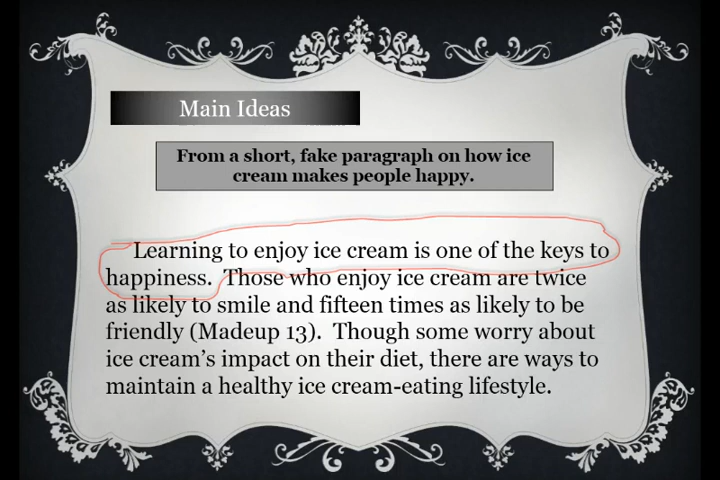 Main Ideas
From a short, fake paragraph on how ice
cream makes people happy.
Learning to enjoy ice cream is one of the keys to
happiness. Those who enjoy ice cream are twice
as likely to smile and fifteen times as likely to be
friendly (Madeup 13). Though some worry about
ice cream's impact on their diet, there are ways to
maintain a healthy ice cream-eating lifestyle.